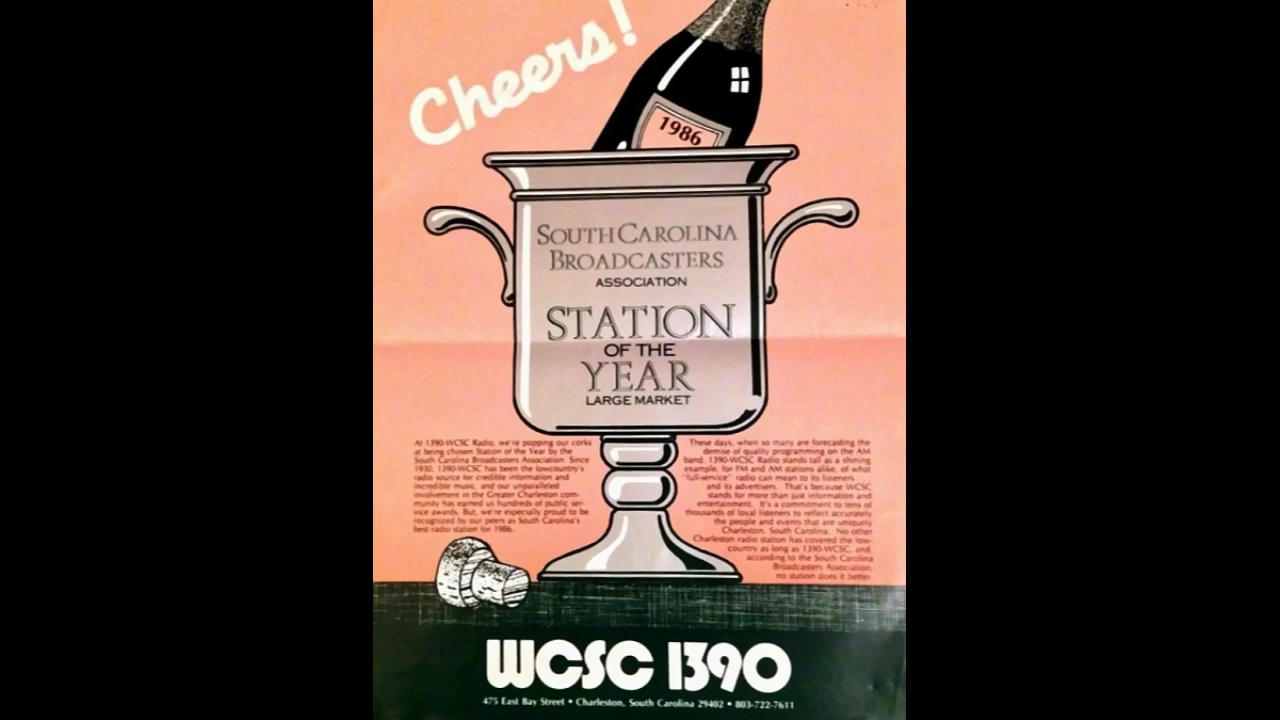 Cheers!
1986
SOUTH CAROLINA
BROADCASTERS
ASSOCIATION
STATION
OF THE
YEAR
LARGE MARKET
At 1390-WCSC Radio, we're popping our corks
at being chosen Station of the Year by the
South Carolina Broadcasters Association. Since
1930, 1390-WCSC has been the lowcountry's
radio source for credible information and
incredible music, and our unparalleled
involvement in the Greater Charleston com-
munity has earned us hundreds of public ser-
vice awards. But, we're especially proud to be
recognized by our peers as South Carolina's
best radio station for 1986.
These days, when so many are forecasting the
demise of quality programming on the AM
band, 1390-WCSC Radio stands tall as a shining
example, for FM and AM stations alike, of what
"full-service" radio can mean to its listeners
and its advertisers. That's because WCSC
stands for more than just information and
entertainment. It's a commitment to tens of
thousands of loyal listeners to reflect accurately
the people and events that are uniquely
Charleston, South Carolina. No other
Charleston radio station has covered the low-
country as long as 1390-WCSC, and,
according to the South Carolina
Broadcasters Association,
no station does it better.
WCSC 1390
475 East Bay Street • Charleston, South Carolina 29402 • 803-722-7611